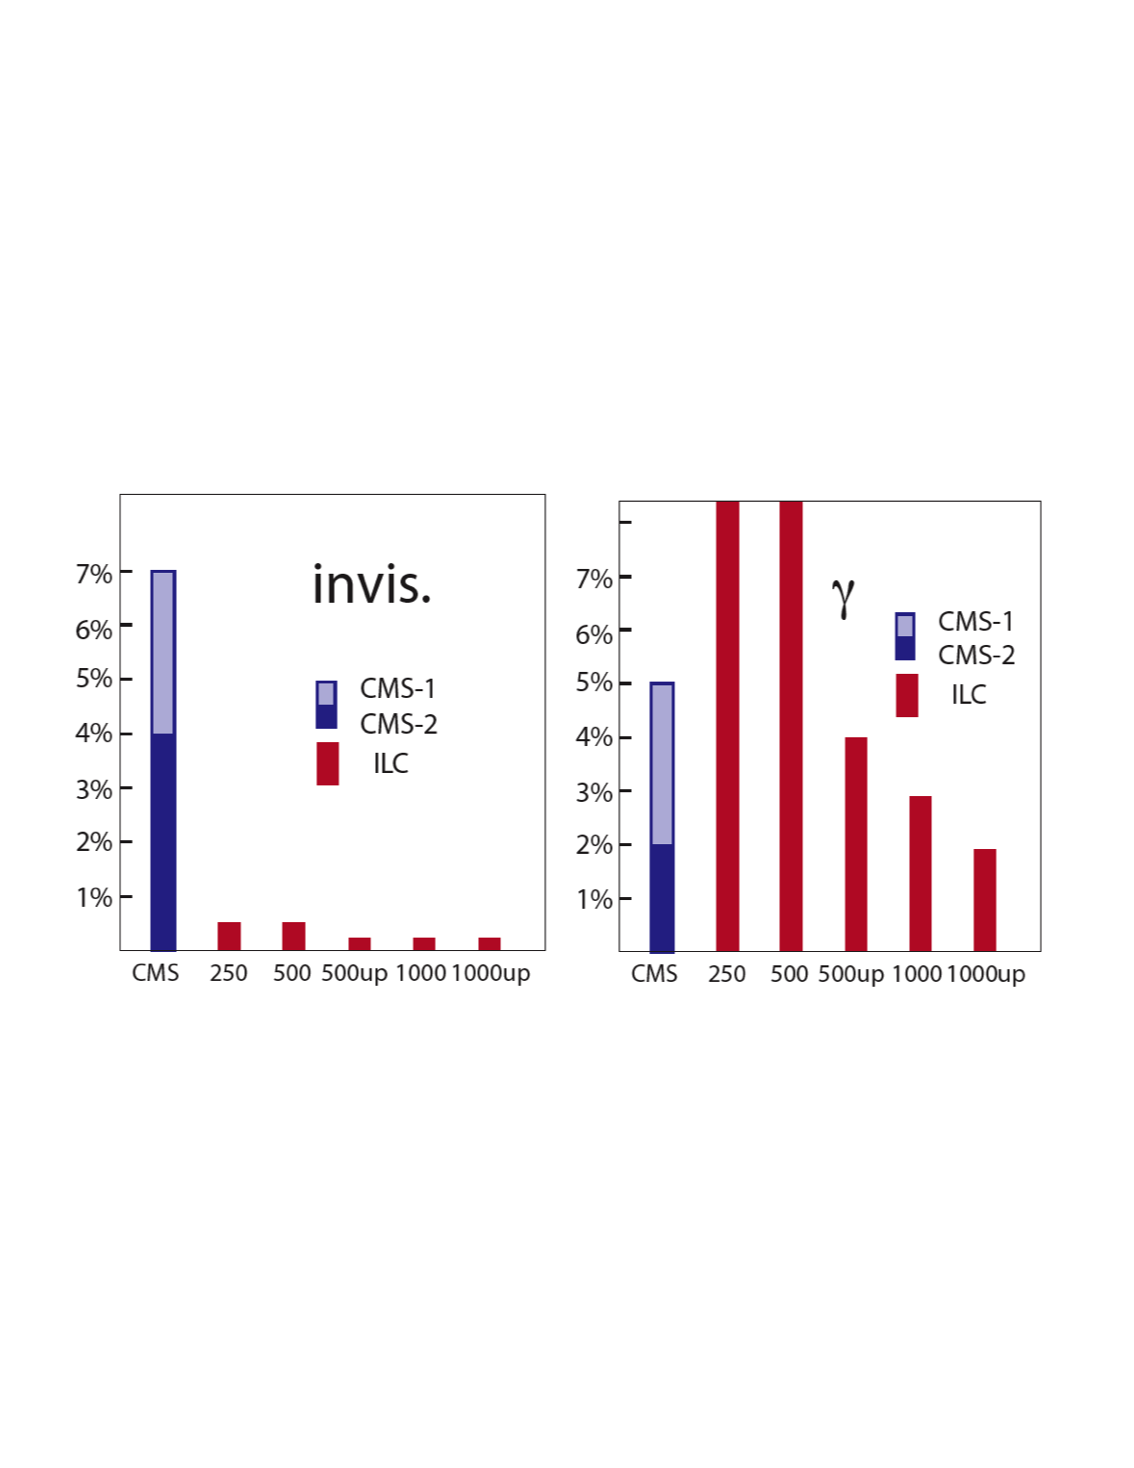 invis.
7%
6%
5%
4%
3%
2%
1%
CMS-1
CMS-2
ILC
CMS 250 500 500up 1000 1000up
γ
7%
6%
5%
4%
3%
2%
1%
CMS-1
CMS-2
ILC
CMS 250 500 500up 1000 1000up